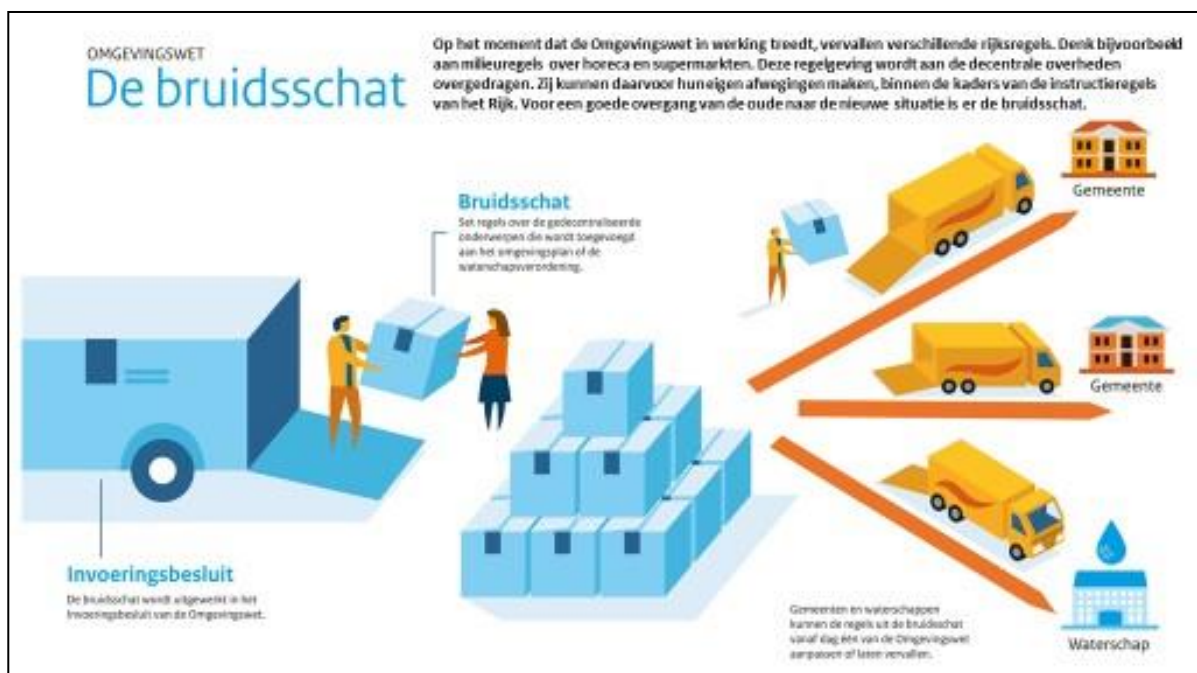 OMGEVINGSWET
De bruidsschat
Op het moment dat de Omgevingswet in werking treedt, vervallen verschillende rijksregels. Denk bijvoorbeeld
aan milieuregels over horeca en supermarkten. Deze regelgeving wordt aan de decentrale overheden
overgedragen. Zij kunnen daarvoor hun eigen afwegingen maken, binnen de kaders van de instructieregels
van het Rijk. Voor een goede overgang van de oude naar de nieuwe situatie is er de bruidsschat.
Bruidsschat
Set regels over de gedecentraliseerde
onderwerpen die wordt toegevoegd
aan het omgevingsplan of de
waterschapsverordening.
Gemeente
Gemeente
Invoeringsbesluit
De bruidsschat wordt uitgewerkt in het
Invoeringsbesluit van de Omgevingswet.
Gemeenten en waterschappen
kunnen de regels uit de bruidsschat
vanaf dag één van de Omgevingswet
aanpassen of laten vervallen.
Waterschap